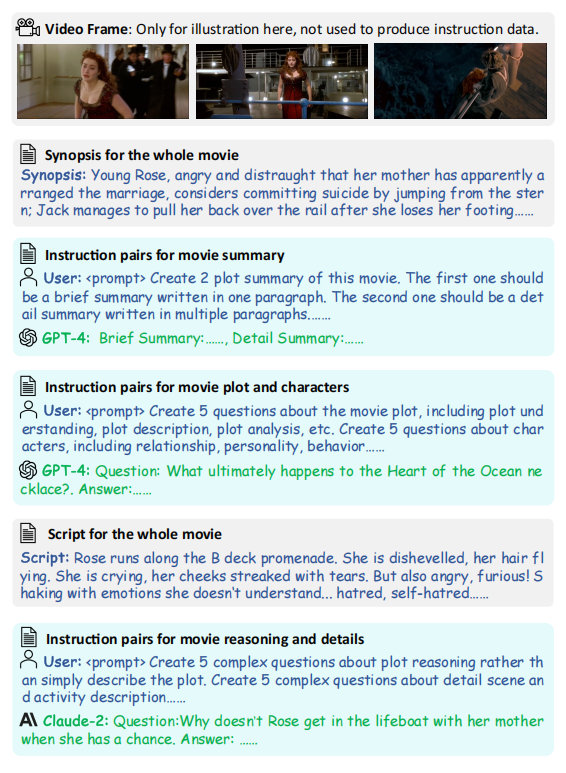 Video Frame: Only for illustration here, not used to produce instruction data.
Synopsis for the whole movie
Synopsis: Young Rose, angry and distraught that her mother has apparently a
rranged the marriage, considers committing suicide by jumping from the ster
n; Jack manages to pull her back over the rail after she loses her footing……
Instruction pairs for movie summary
User: <prompt> Create 2 plot summary of this movie. The first one should
be a brief summary written in one paragraph. The second one should be a det
ail summary written in multiple paragraphs.……
GPT-4: Brief Summary:……, Detail Summary:……
Instruction pairs for movie plot and characters
User: <prompt> Create 5 questions about the movie plot, including plot und
erstanding, plot description, plot analysis, etc. Create 5 questions about char
acters, including relationship, personality, behavior……
GPT-4: Question: What ultimately happens to the Heart of the Ocean ne
cklace?. Answer:……
Script for the whole movie
Script: Rose runs along the B deck promenade. She is dishevelled, her hair fl
ying. She is crying, her cheeks streaked with tears. But also angry, furious! S
haking with emotions she doesn't understand... hatred, self-hatred……
Instruction pairs for movie reasoning and details
User: <prompt> Create 5 complex questions about plot reasoning rather th
an simply describe the plot. Create 5 complex questions about detail scene an
d activity description……
Claude-2: Question:Why doesn't Rose get in the lifeboat with her mother
when she has a chance. Answer: ……